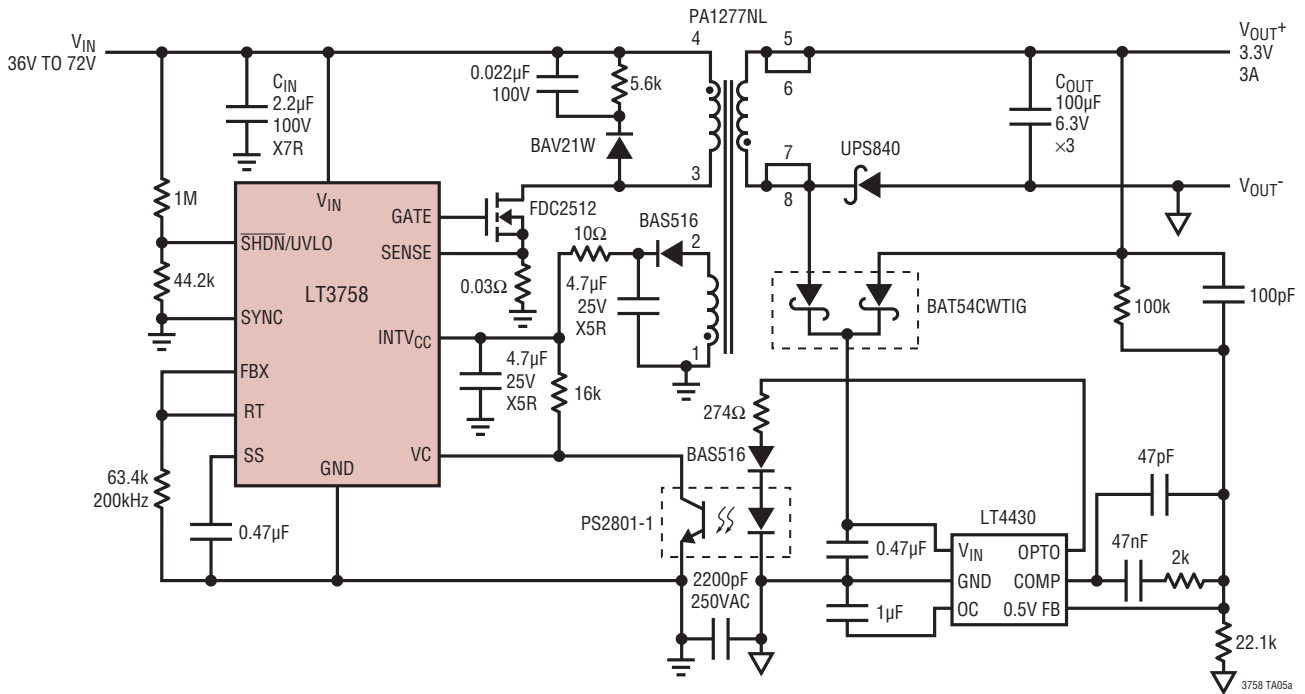 PA1277NL
VIN
36V TO 72V
4
5
6
VOUT+
3.3V
3A
CIN
2.2µF
100V
X7R
0.022µF
100V
5.6k
BAV21W
COUT
100µF
6.3V
×3
3
7
8
UPS840
VOUT-
1M
VIN
GATE
FDC2512
SHDN/UVLO
SENSE
10Ω
BAS516
2
44.2k
LT3758
0.03Ω
4.7µF
25V
X5R
BAT54CWTIG
100k
100pF
SYNC
INTVCC
1
4.7µF
25V
X5R
16k
FBX
RT
274Ω
SS
GND
VC
BAS516
63.4k
200kHz
0.47µF
PS2801-1
47pF
LT4430
0.47µF
VIN
OPTO
47nF
2k
2200pF
250VAC
GND
COMP
1µF
OC
0.5V FB
22.1k
3758 TA05a